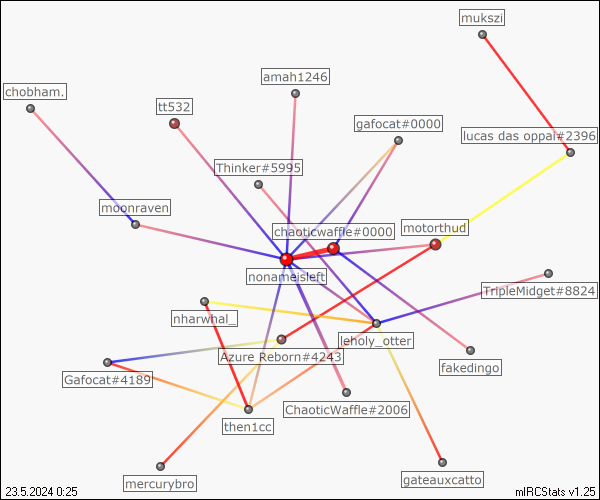 mukszi
amah1246
chobham.
tt532
gafocat#0000
lucas das oppai#2396
Thinker#5995
moonraven
chaoticwaffle#0000
motorthud
nonameisleft
TripleMidget#8824
nharwhal_
leholy_otter
Azure Reborn#4243
fakedingo
Gafocat#4189
ChaoticWaffle#2006
then1cc
mercurybro
gateauxcatto
23.5.2024 0:25
mIRCStats v1.25